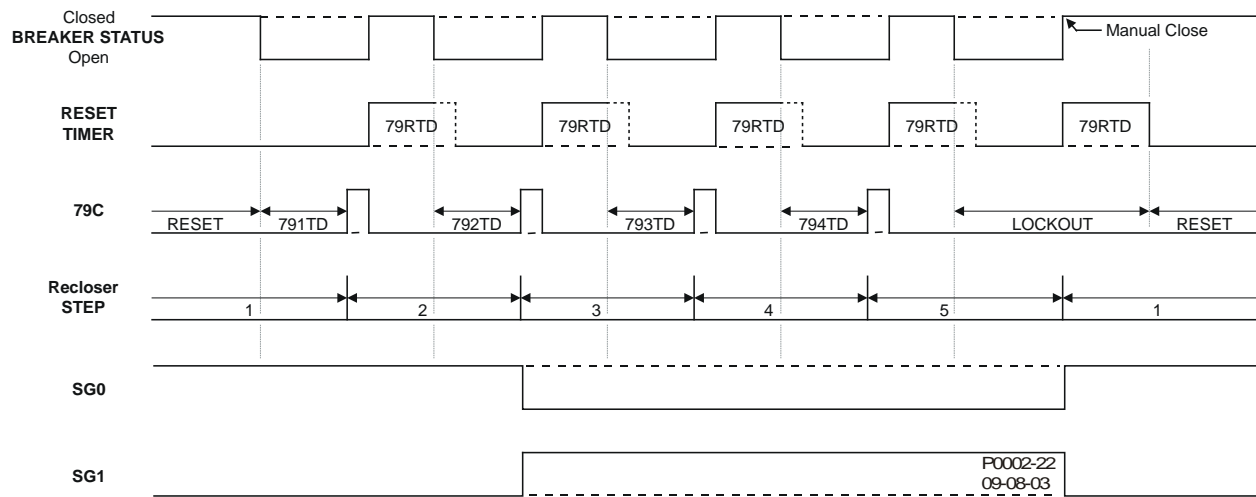 Closed
BREAKER STATUS
Open
Manual Close
RESET
TIMER
79RTD 79RTD 79RTD 79RTD 79RTD
79C
RESET 791TD 792TD 793TD 794TD LOCKOUT RESET
Recloser
STEP
1 2 3 4 5 1
SG0
SG1
P0002-22
09-08-03